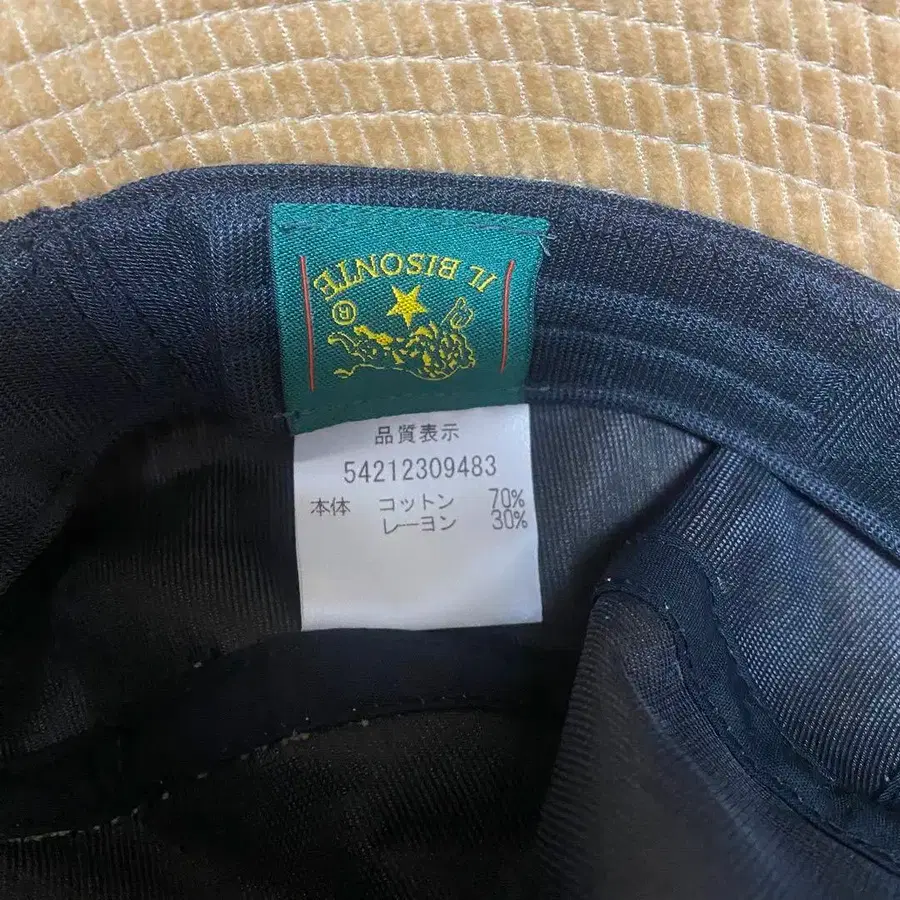 IL BISONTE
®
品質表示
54212309483
本体 コットン 70%
レーヨン 30%